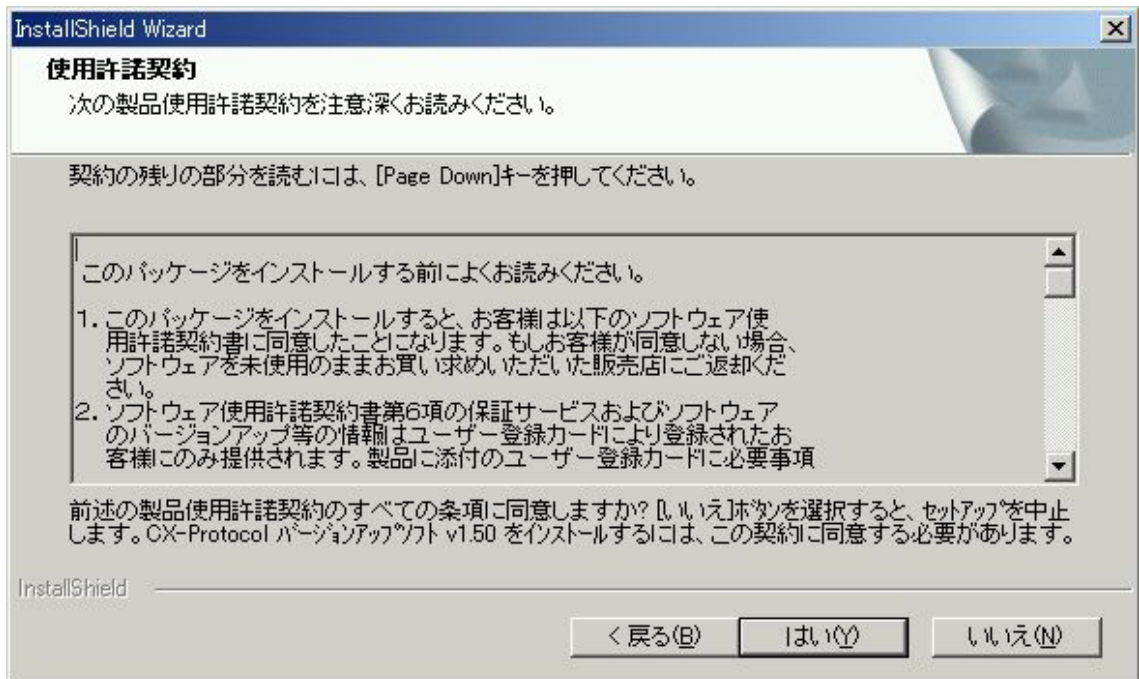 InstallShield Wizard
使用許諾契約
次の製品使用許諾契約を注意深くお読みください。
契約の残りの部分を読むには、[Page Down]キーを押してください。
このパッケージをインストールする前によくお読みください。
1. このパッケージをインストールすると、お客様は以下のソフトウェア使
用許諾契約書に同意したことになります。もしお客様が同意しない場合、
ソフトウェアを未使用のままお買い求めいただいた販売店にご返却くだ
さい。
2. ソフトウェア使用許諾契約書第6項の保証サービスおよびソフトウェア
のバージョンアップ等の情報はユーザー登録カードにより登録されたお
客様にのみ提供されます。製品に添付のユーザー登録カードに必要事項
前述の製品使用許諾契約のすべての条項に同意しますか? [いいえ]ボタンを選択すると、セットアップを中止
します。CX-Protocol バージョンアップソフト v1.50 をインストールするには、この契約に同意する必要があります。
InstallShield
< 戻る(B) はい(Y) いいえ(N)